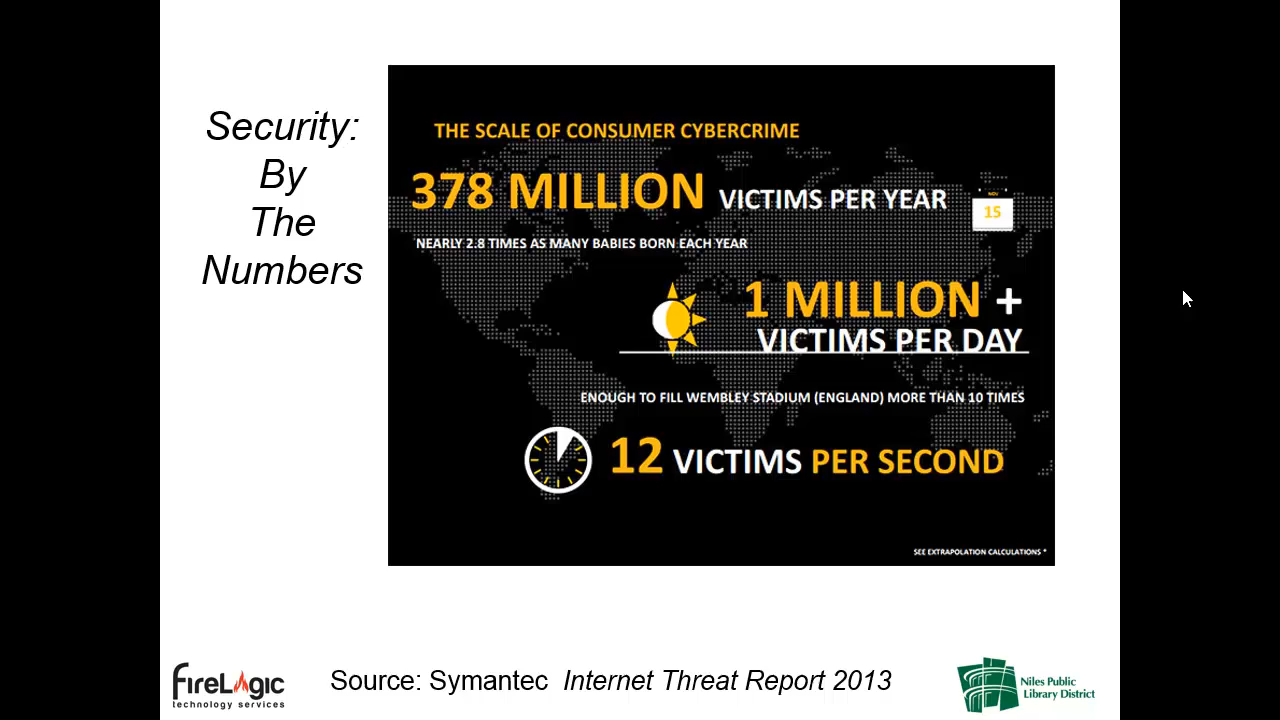 Security:
By
The
Numbers
THE SCALE OF CONSUMER CYBERCRIME
378 MILLION VICTIMS PER YEAR
NOV
15
NEARLY 2.8 TIMES AS MANY BABIES BORN EACH YEAR
1 MILLION +
VICTIMS PER DAY
ENOUGH TO FILL WEMBLEY STADIUM (ENGLAND) MORE THAN 10 TIMES
12 VICTIMS PER SECOND
SEE EXTRAPOLATION CALCULATIONS *
fireLogic
technology services
Source: Symantec Internet Threat Report 2013
Niles Public
Library District